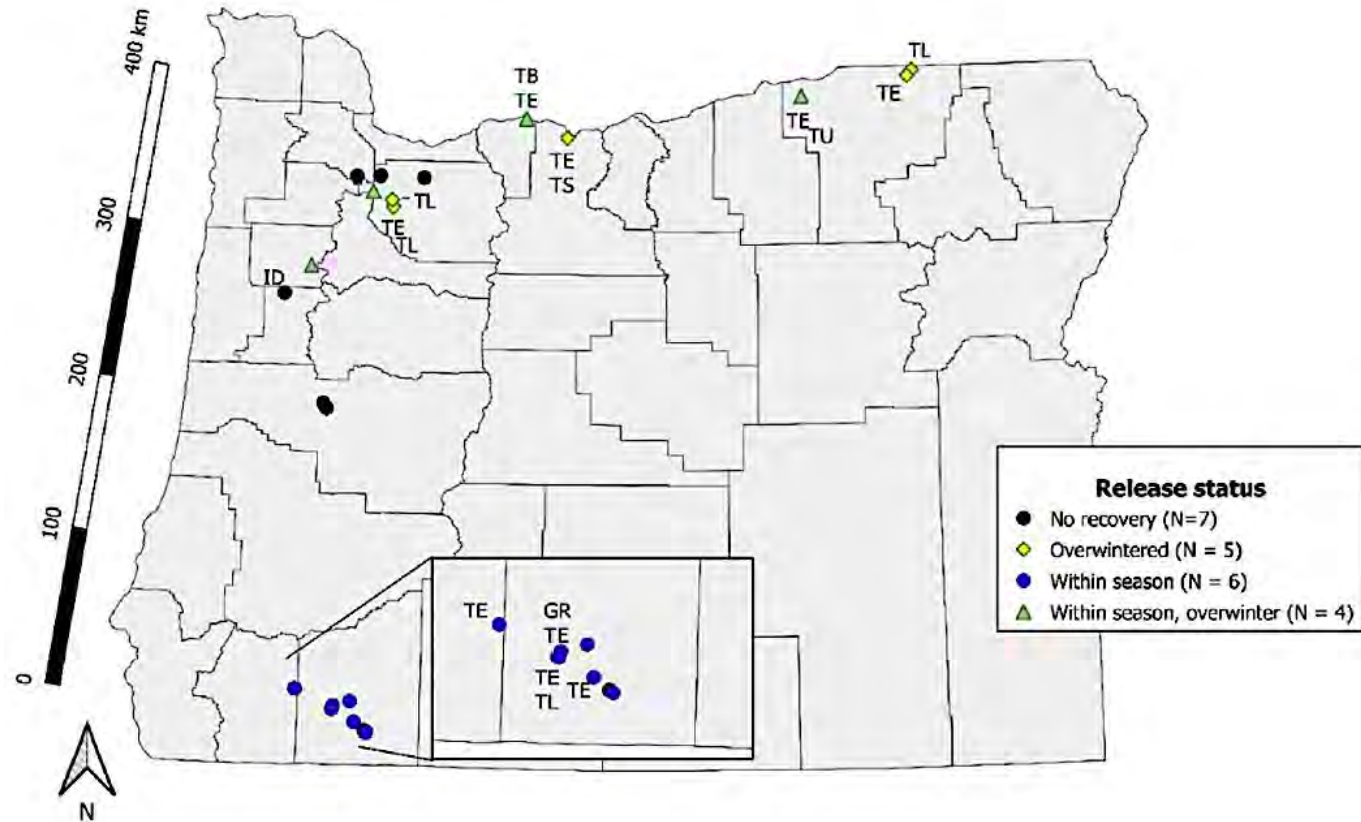 400 km
300
200
100
0
N
TL
TE
TB
TE
TE
TU
TE
TS
TL
TE
TL
ID
TE
GR
TE
TE
TL
TE
Release status
No recovery (N=7)
Overwintered (N = 5)
Within season (N = 6)
Within season, overwinter (N = 4)